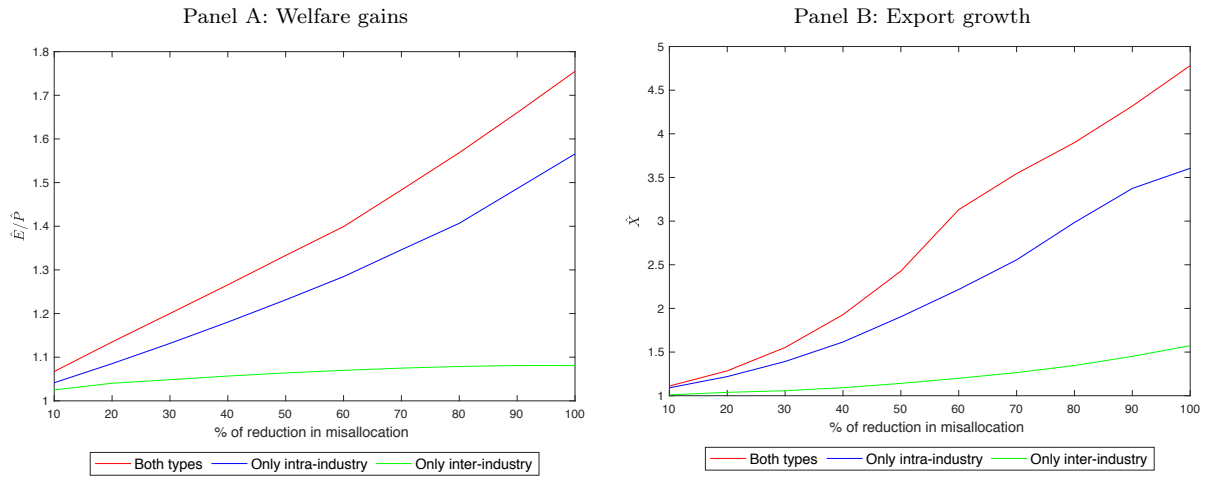 Panel A: Welfare gains
1.8
1.7
1.6
1.5
1.4
1.3
1.2
1.1
1
Ê/P̂
10 20 30 40 50 60 70 80 90 100
% of reduction in misallocation
Both types Only intra-industry Only inter-industry
Panel B: Export growth
5
4.5
4
3.5
3
2.5
2
1.5
1
X̂
10 20 30 40 50 60 70 80 90 100
% of reduction in misallocation
Both types Only intra-industry Only inter-industry